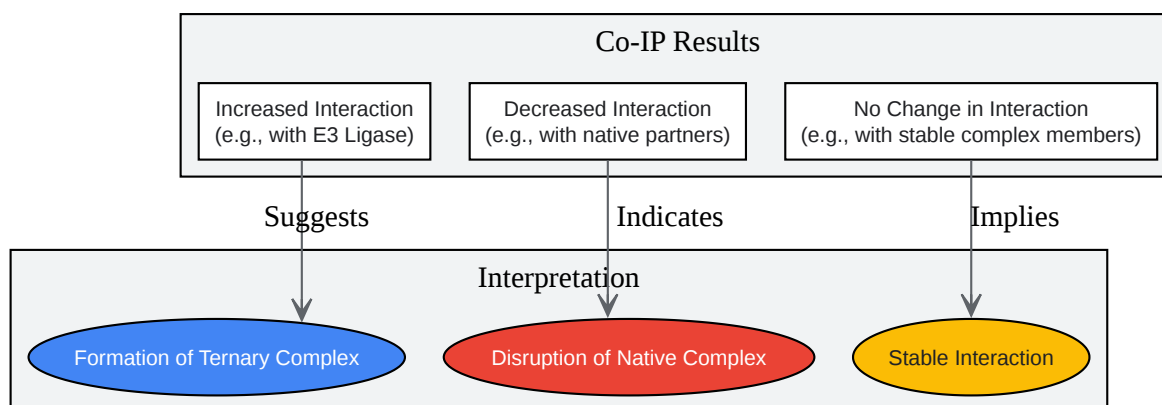 Co-IP Results
Increased Interaction
(e.g., with E3 Ligase)
Decreased Interaction
(e.g., with native partners)
No Change in Interaction
(e.g., with stable complex members)
Suggests
Indicates
Implies
Interpretation
Formation of Ternary Complex
Disruption of Native Complex
Stable Interaction